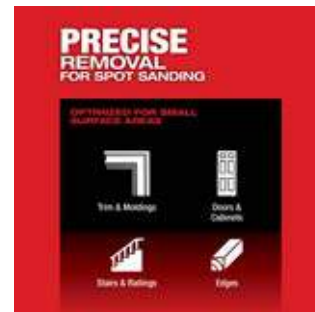 PRECISE
REMOVAL
FOR SPOT SANDING
OPTIMIZED FOR SMALL
SURFACE AREAS
Trim & Moldings
Doors &
Cabinets
Stairs & Railings
Edges